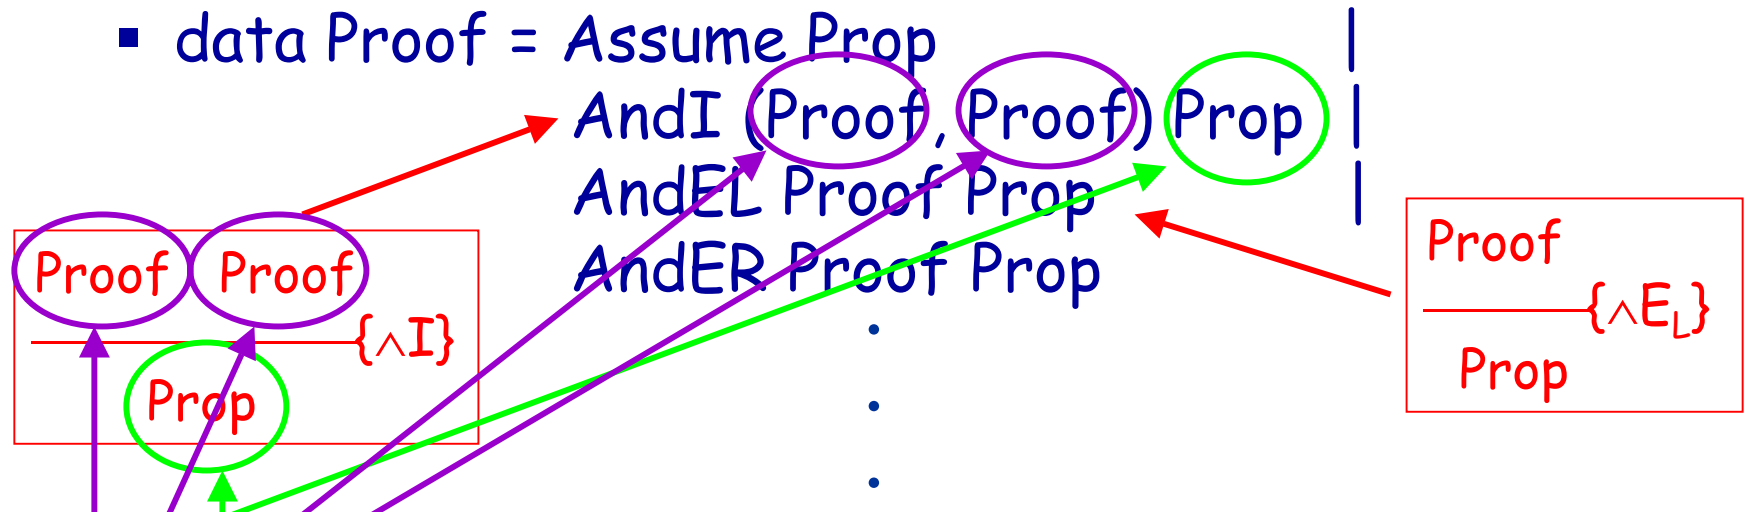 ▪ data Proof = Assume Prop |
AndI (Proof, Proof) Prop |
AndEL Proof Prop |
AndER Proof Prop
.
.
.
Proof Proof
{∧I}
Prop
Proof
{∧E_L}
Prop